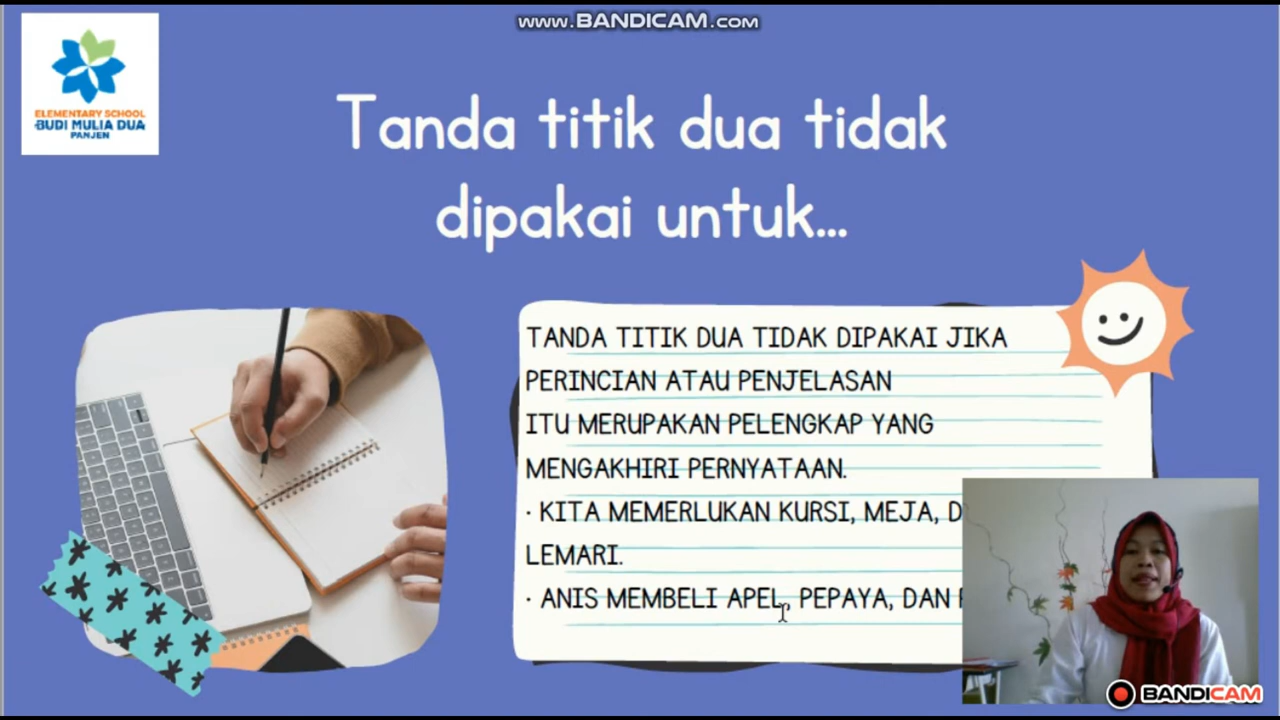 www.BANDICAM.com
ELEMENTARY SCHOOL
BUDI MULIA DUA
PANJEN
Tanda titik dua tidak
dipakai untuk...
TANDA TITIK DUA TIDAK DIPAKAI JIKA
PERINCIAN ATAU PENJELASAN
ITU MERUPAKAN PELENGKAP YANG
MENGAKHIRI PERNYATAAN.
· KITA MEMERLUKAN KURSI, MEJA,
LEMARI.
· ANIS MEMBELI APEL, PEPAYA, DAN
BANDICAM